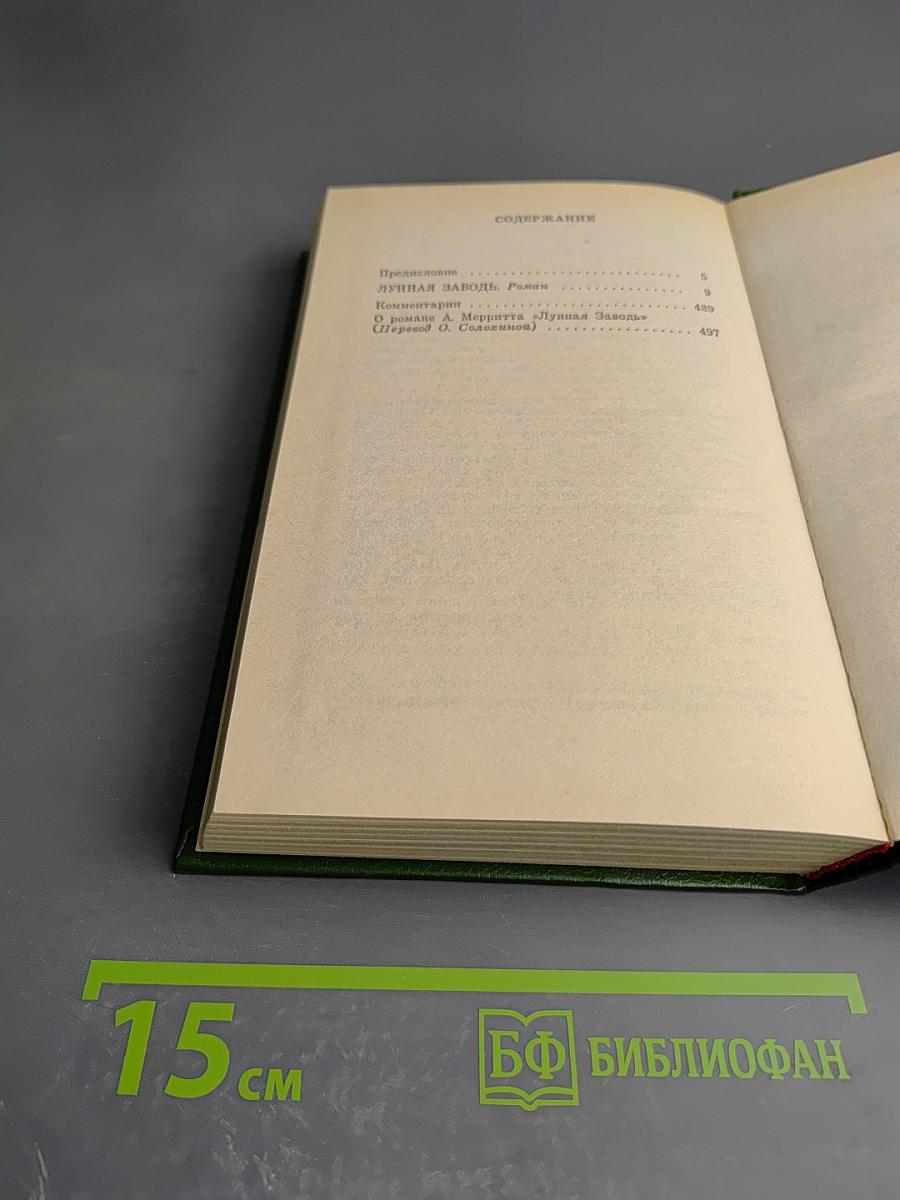 СОДЕРЖАНИЕ
Предисловие . . . . . . . . . . . . . . . . . . . . . . . . . . 5
ЛУННАЯ ЗАВОДЬ. Роман . . . . . . . . . . . . . . . 9
Комментарии . . . . . . . . . . . . . . . . . . . . . . . . . . 489
О романе А. Мерритта «Лунная Заводь»
(Перевод О. Солохиной) . . . . . . . . . . . . . . . . . 497
15 см
БФ БИБЛИОФАН